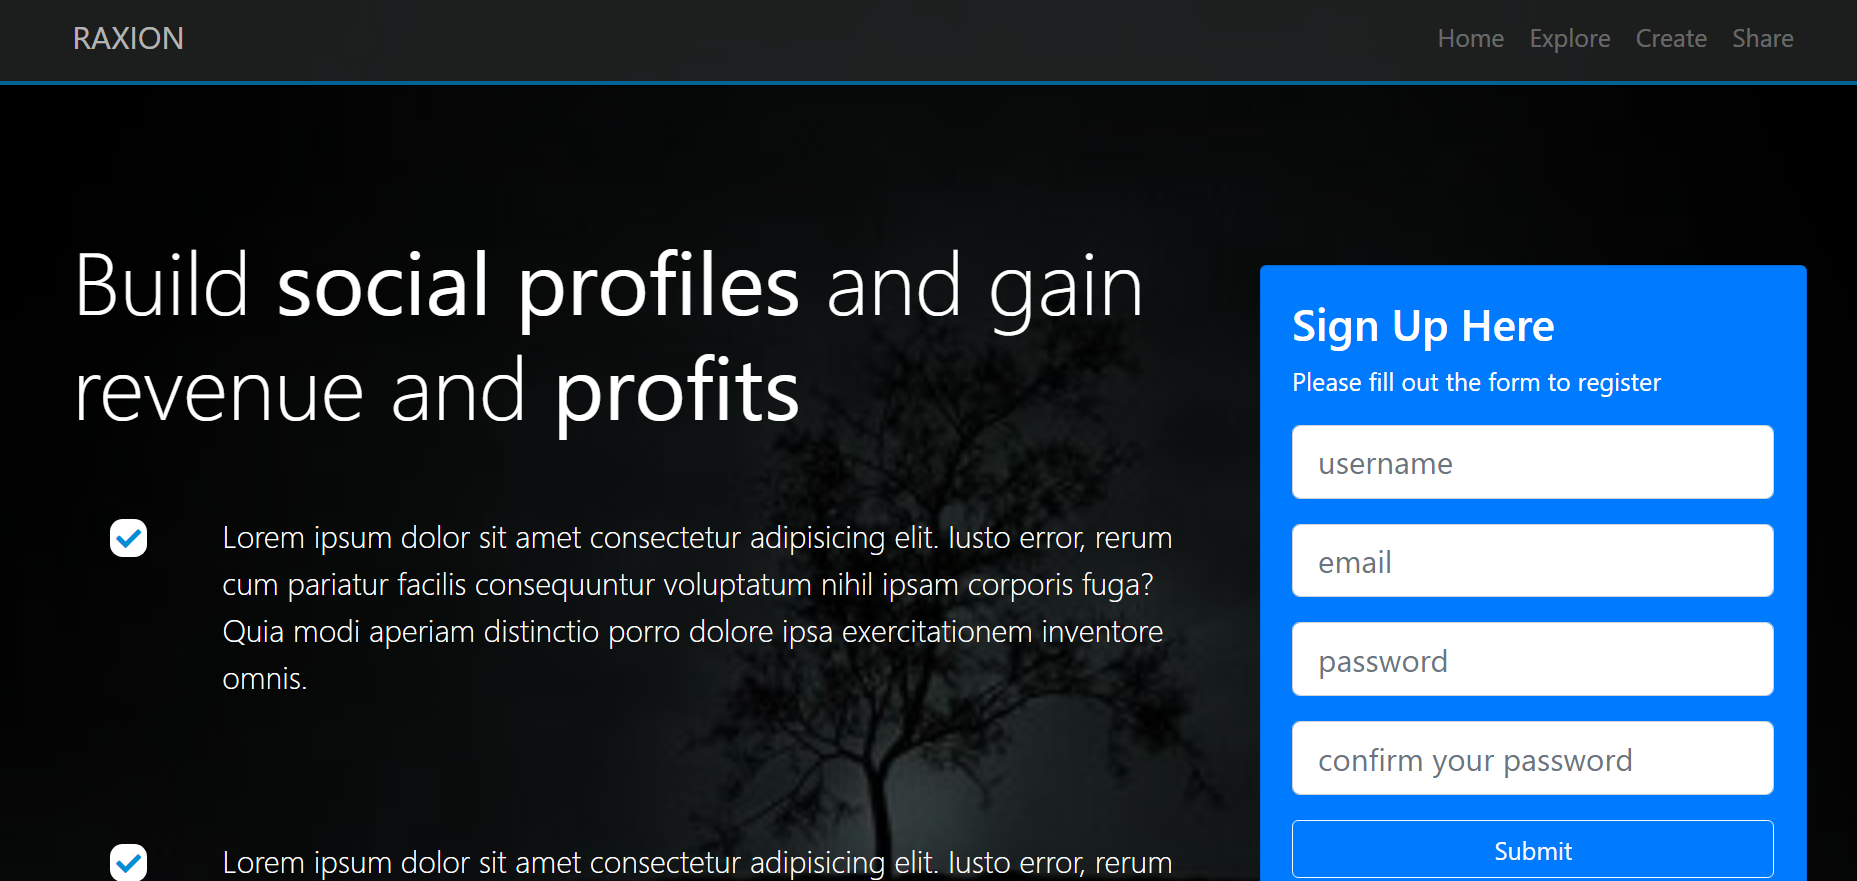 RAXION
Home Explore Create Share
Build social profiles and gain
revenue and profits
Lorem ipsum dolor sit amet consectetur adipisicing elit. Iusto error, rerum
cum pariatur facilis consequuntur voluptatum nihil ipsam corporis fuga?
Quia modi aperiam distinctio porro dolore ipsa exercitationem inventore
omnis.
Lorem ipsum dolor sit amet consectetur adipisicing elit. Iusto error, rerum
Sign Up Here
Please fill out the form to register
username
email
password
confirm your password
Submit